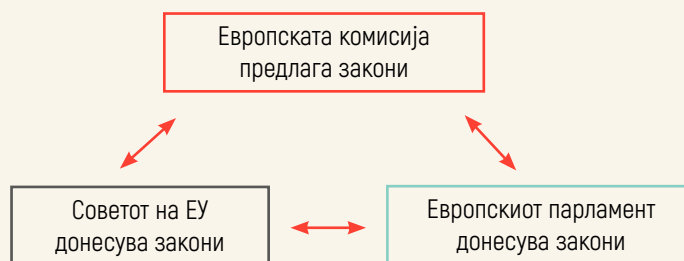 Европската комисија
предлага закони
Советот на ЕУ
донесува закони
Европскиот парламент
донесува закони